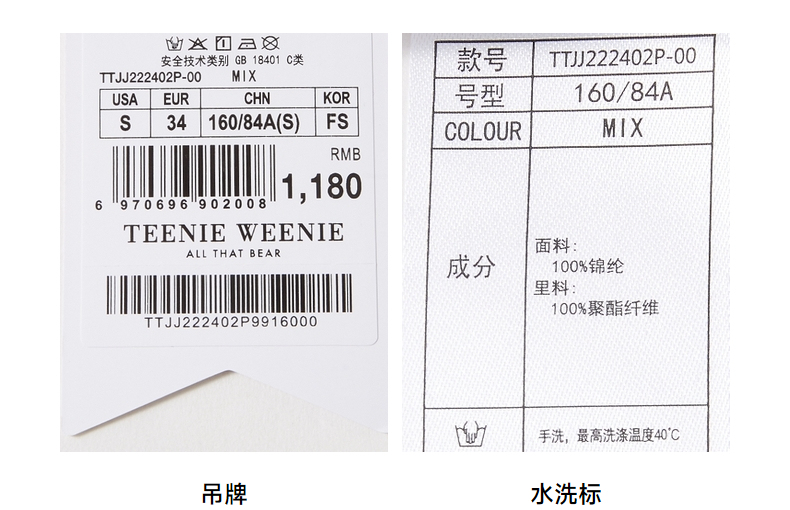 安全技术类别 GB 18401 C类
TTJJ222402P-00 MIX
USA EUR CHN KOR
S 34 160/84A(S) FS
RMB
1,180
6 970696 902008
TEENIE WEENIE
ALL THAT BEAR
TTJJ222402P9916000
吊牌
款号 TTJJ222402P-00
号型 160/84A
COLOUR MIX
成分
面料:
100%锦纶
里料:
100%聚酯纤维
手洗，最高洗涤温度40℃
水洗标